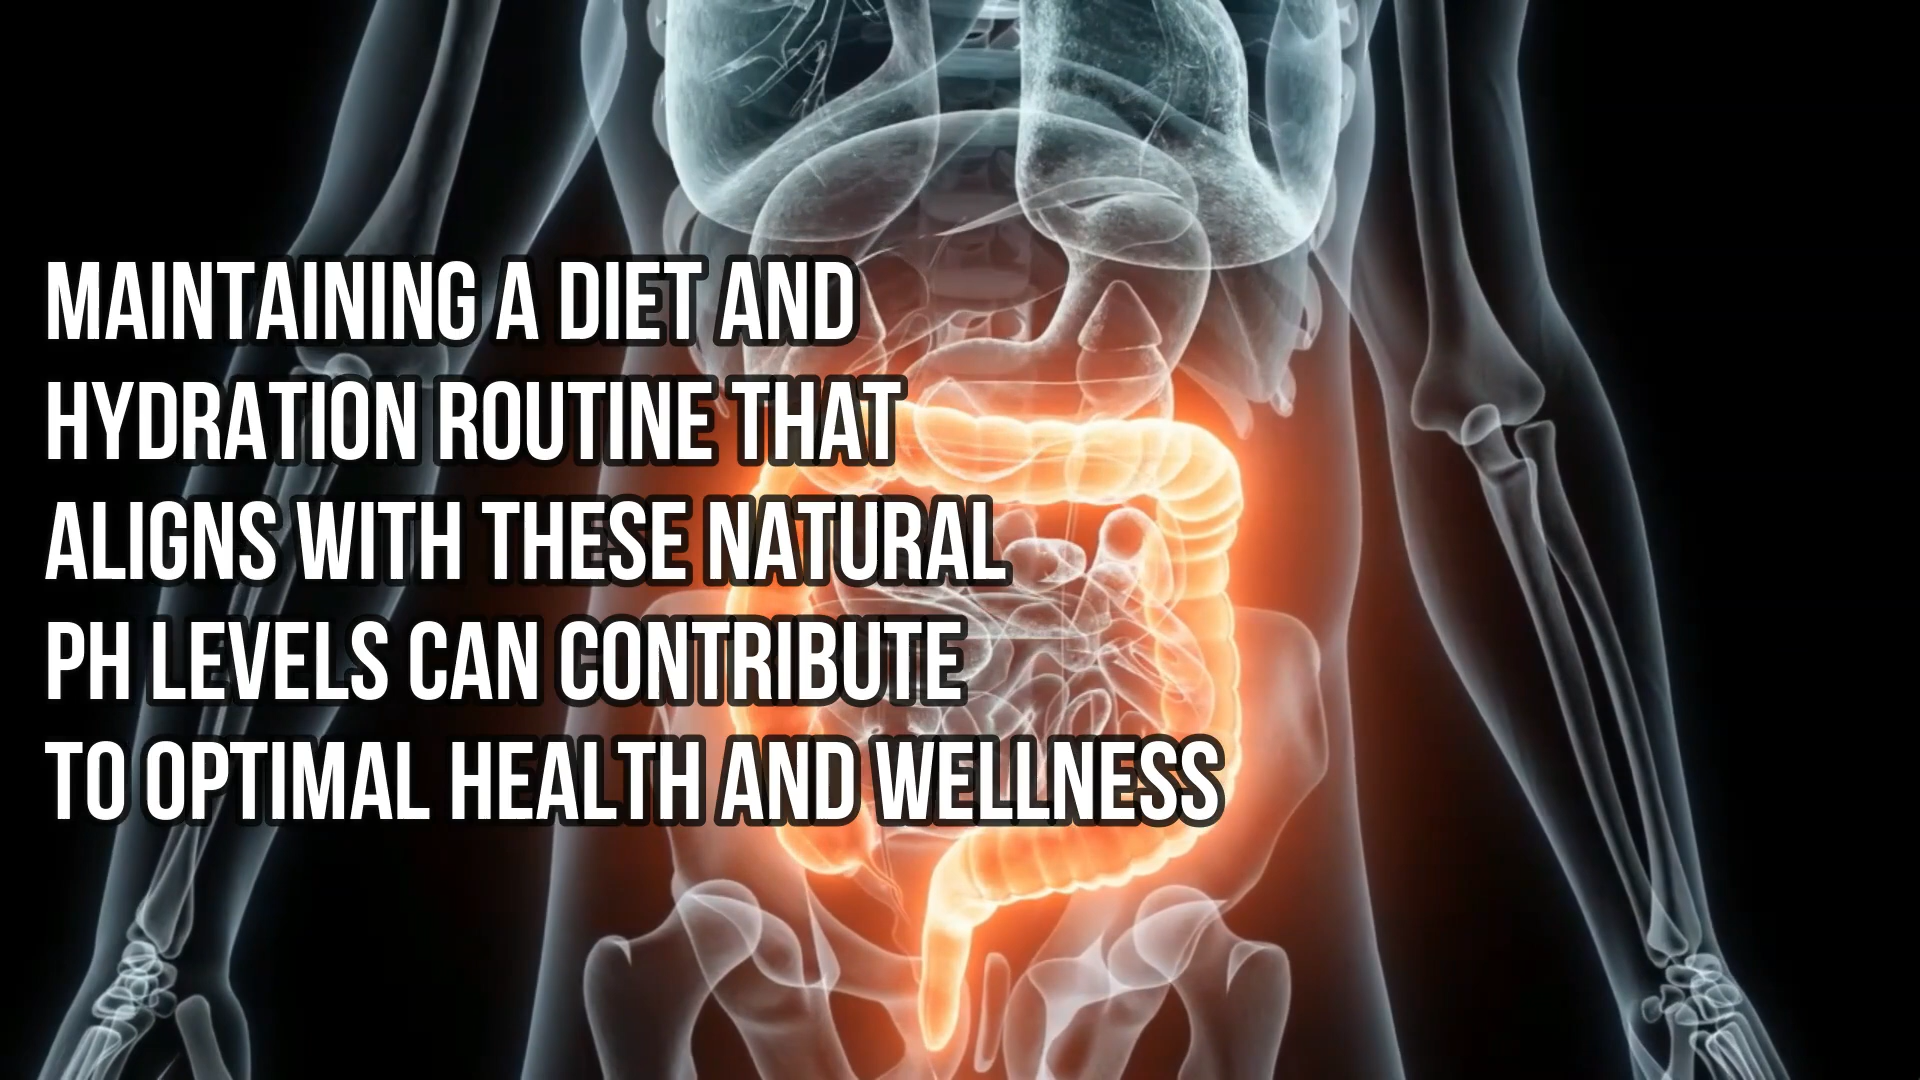 MAINTAINING A DIET AND
HYDRATION ROUTINE THAT
ALIGNS WITH THESE NATURAL
PH LEVELS CAN CONTRIBUTE
TO OPTIMAL HEALTH AND WELLNESS